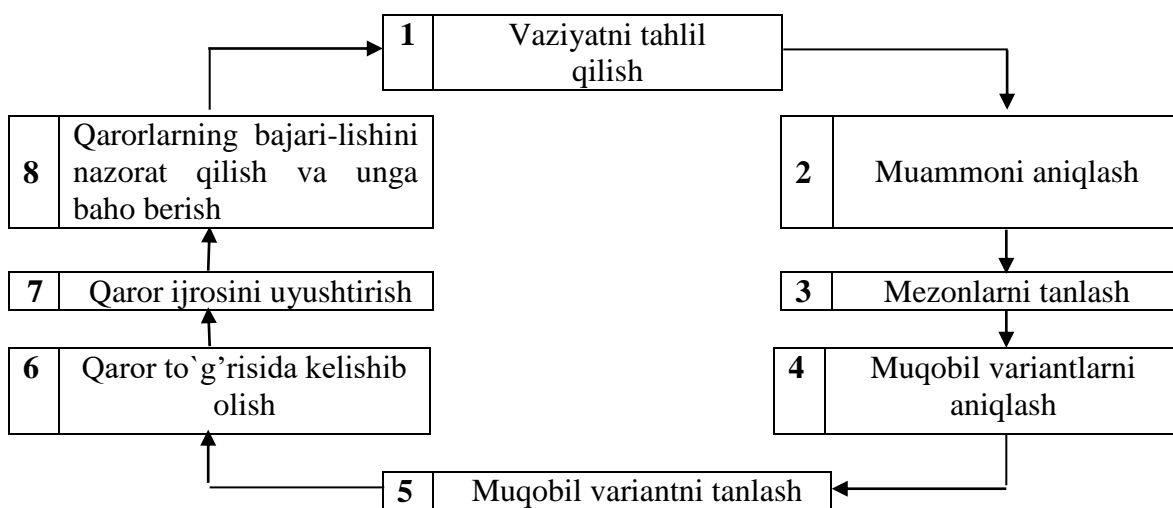 1 Vaziyatni tahlil
qilish
2 Muammoni aniqlash
3 Mezonlarni tanlash
4 Muqobil variantlarni
aniqlash
5 Muqobil variantni tanlash
6 Qaror to`g’risida kelishib
olish
7 Qaror ijrosini uyushtirish
8 Qarorlarning bajari-lishini
nazorat qilish va unga
baho berish